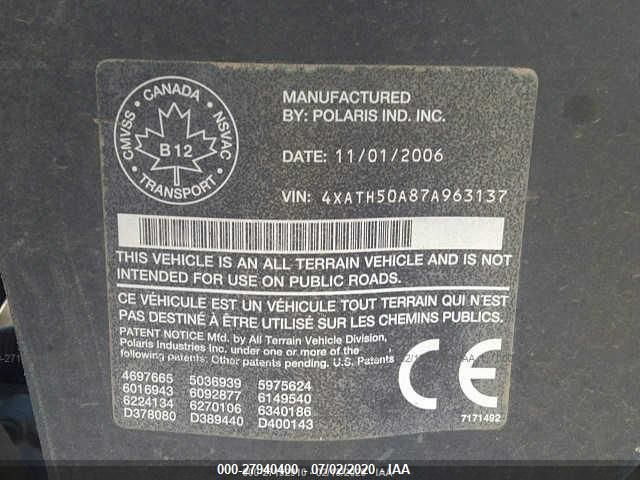 CANADA
CMVSS
NSVAC
B 12
TRANSPORT
MANUFACTURED
BY: POLARIS IND. INC.
DATE: 11/01/2006
VIN: 4XATH50A87A963137
THIS VEHICLE IS AN ALL TERRAIN VEHICLE AND IS NOT
INTENDED FOR USE ON PUBLIC ROADS.
CE VÉHICULE EST UN VÉHICULE TOUT TERRAIN QUI N'EST
PAS DESTINÉ À ÊTRE UTILISÉ SUR LES CHEMINS PUBLICS.
PATENT NOTICE Mfd. by All Terrain Vehicle Division,
Polaris Industries Inc. under one or more of the
following patents: Other patents pending. U.S. Patents
4697665 5036939 5975624
6016943 6092877 6149540
6224134 6270106 6340186
D378080 D389440 D400143
CE
7171492
000-27940400 - 07/02/2020 - IAA